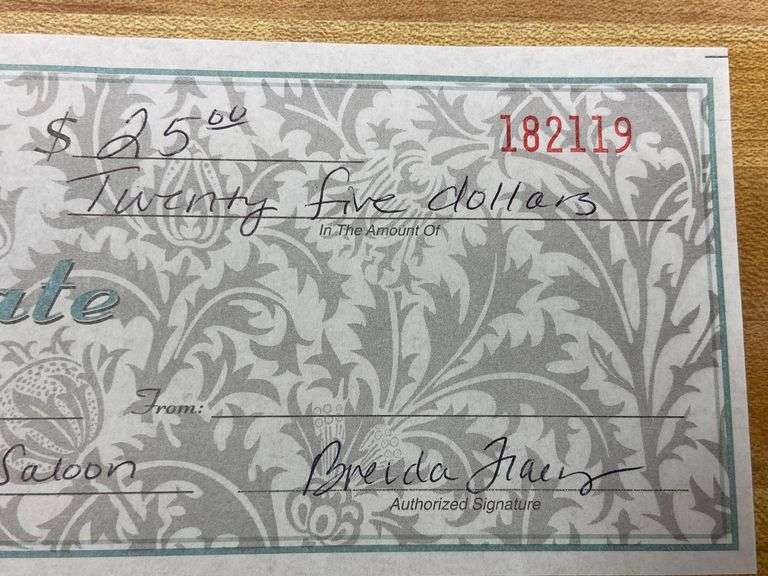 $ 25⁰⁰
182119
Twenty five dollars
In The Amount Of
ate
From:
Saloon
Authorized Signature